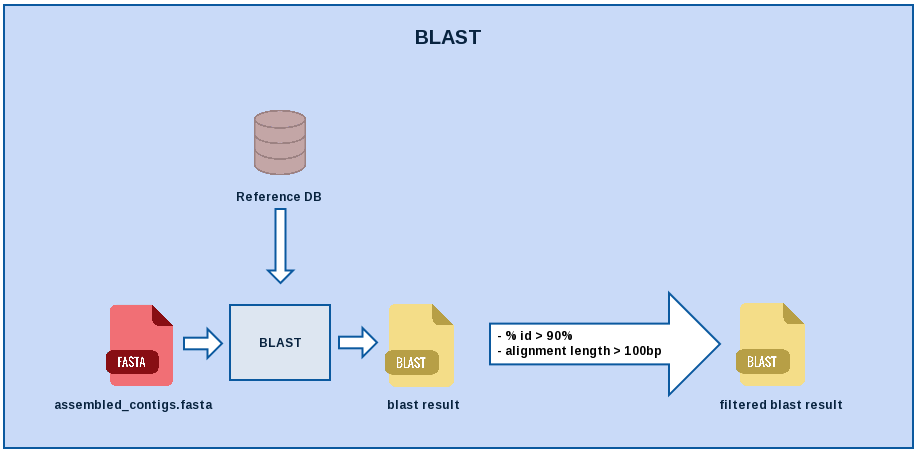 BLAST
Reference DB
FASTA
assembled_contigs.fasta
BLAST
BLAST
blast result
- % id > 90%
- alignment length > 100bp
BLAST
filtered blast result